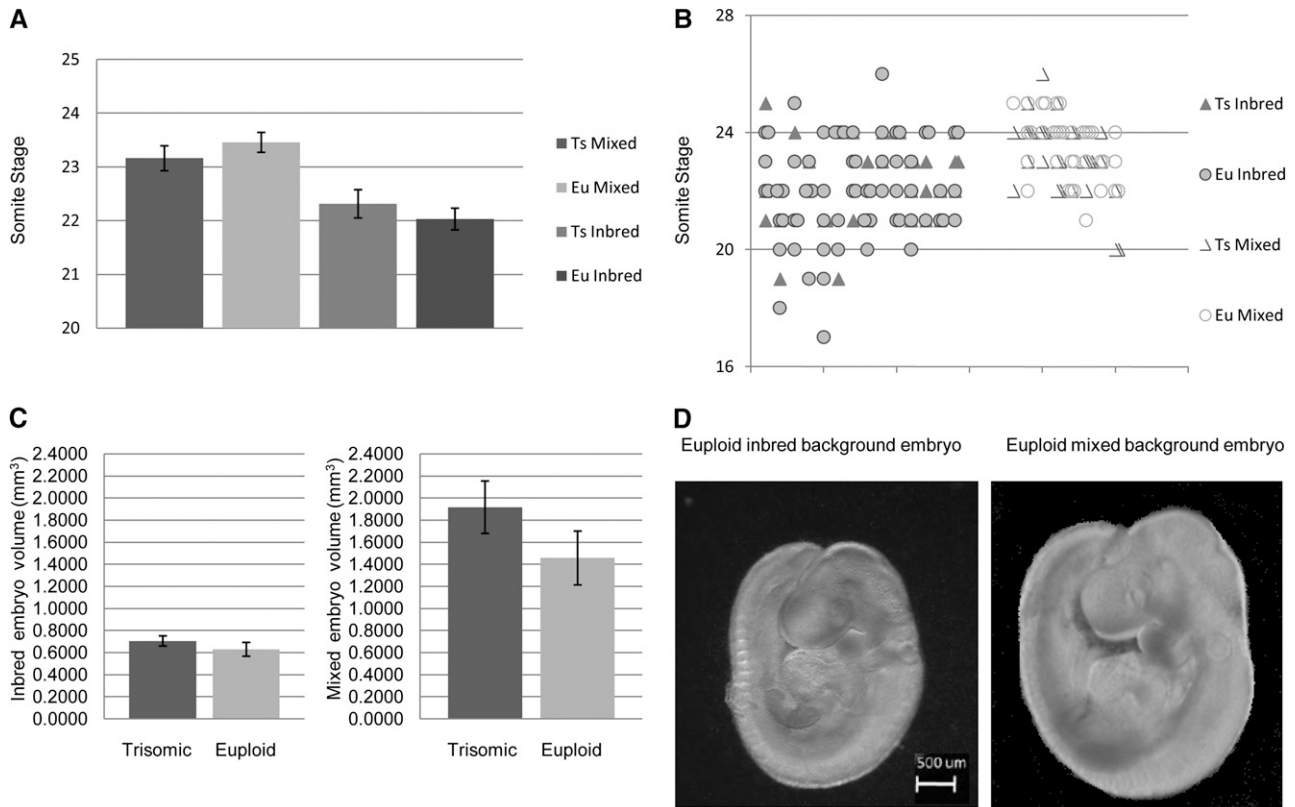 A
25
24
23
22
21
20
Somite Stage
Ts Mixed
Eu Mixed
Ts Inbred
Eu Inbred
B
28
24
20
16
Somite Stage
Ts Inbred
Eu Inbred
Ts Mixed
Eu Mixed
C
Inbred embryo volume (mm3)
2.4000
2.2000
2.0000
1.8000
1.6000
1.4000
1.2000
1.0000
0.8000
0.6000
0.4000
0.2000
0.0000
Trisomic Euploid
Mixed embryo volume (mm3)
2.4000
2.2000
2.0000
1.8000
1.6000
1.4000
1.2000
1.0000
0.8000
0.6000
0.4000
0.2000
0.0000
Trisomic Euploid
D
Euploid inbred background embryo
Euploid mixed background embryo
500 um